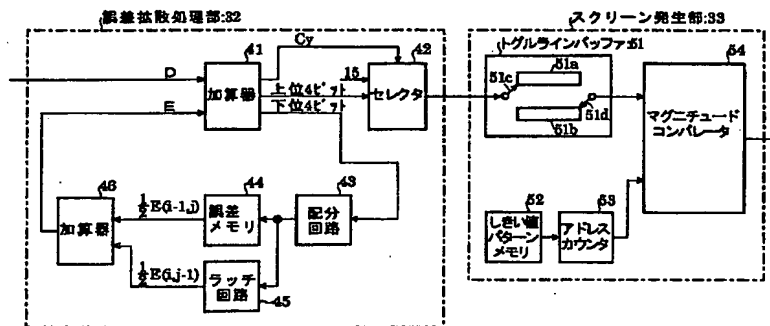 誤差拡散処理部:32
スクリーン発生部:33
41
Cy
42
トグルラインバッファ51
54
D
15
51a
51c
加算器
上位4ビット
セレクタ
マグニチュード
コンパレータ
E
下位4ビット
51d
51b
46
44
43
52
53
1/2E(i-1,j)
誤差
メモリ
配分
回路
しきい値
パターン
メモリ
アドレス
カウンタ
加算器
1/2E(i,j-1)
ラッチ
回路
45